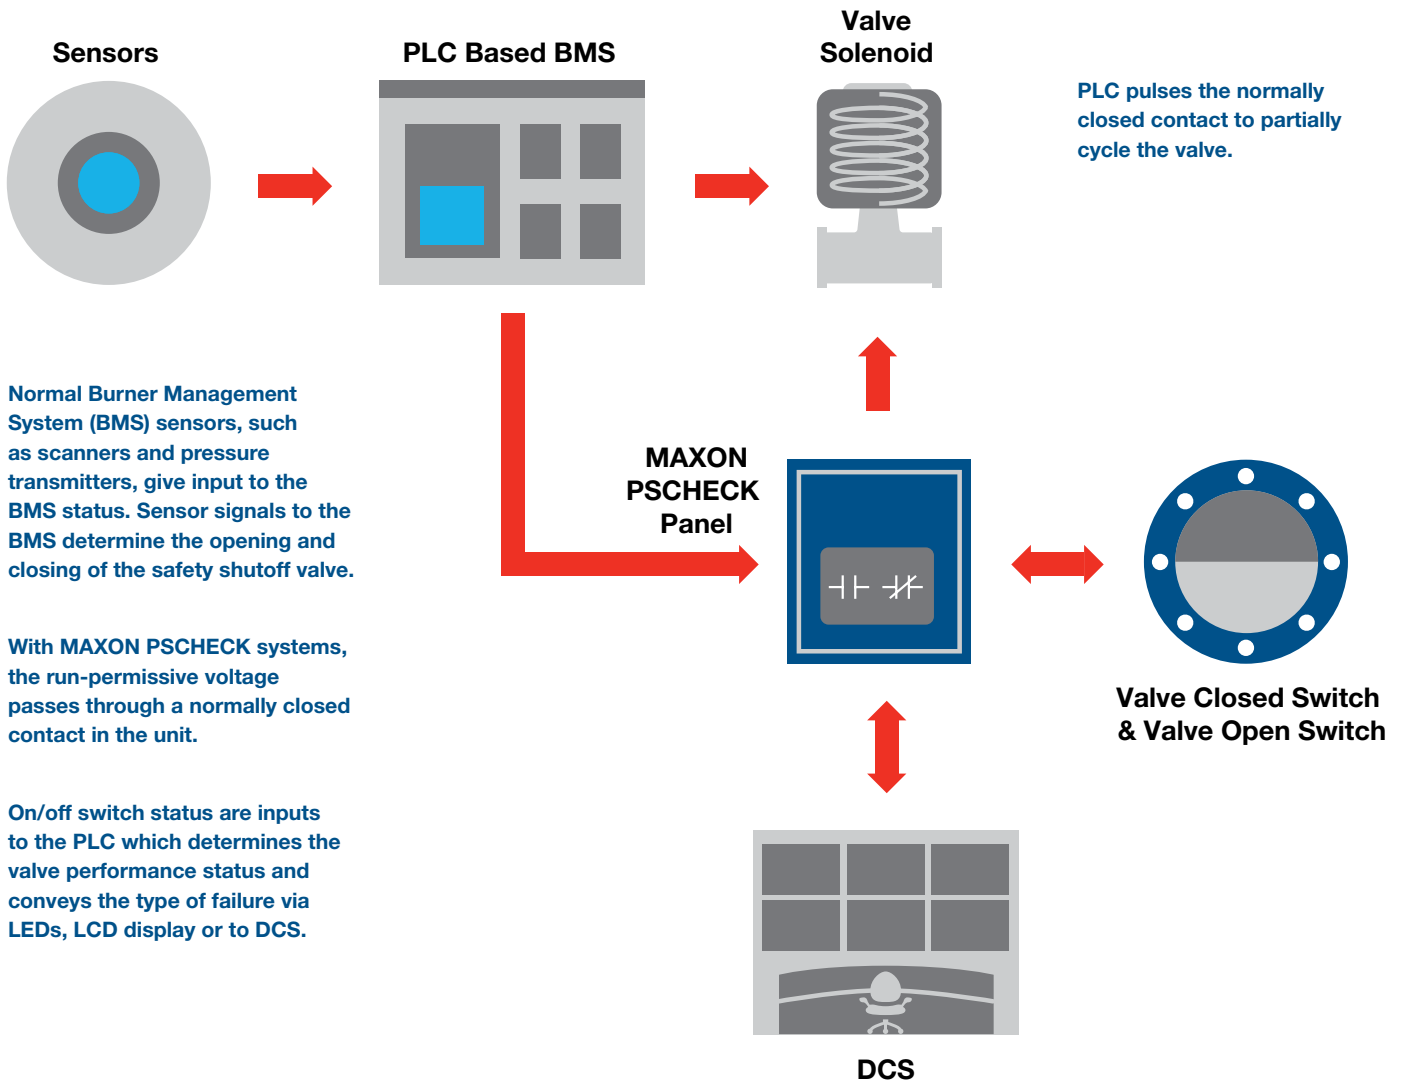 Sensors
PLC Based BMS
Valve
Solenoid
PLC pulses the normally
closed contact to partially
cycle the valve.
Normal Burner Management
System (BMS) sensors, such
as scanners and pressure
transmitters, give input to the
BMS status. Sensor signals to the
BMS determine the opening and
closing of the safety shutoff valve.
With MAXON PSCHECK systems,
the run-permissive voltage
passes through a normally closed
contact in the unit.
On/off switch status are inputs
to the PLC which determines the
valve performance status and
conveys the type of failure via
LEDs, LCD display or to DCS.
MAXON
PSCHECK
Panel
Valve Closed Switch
& Valve Open Switch
DCS